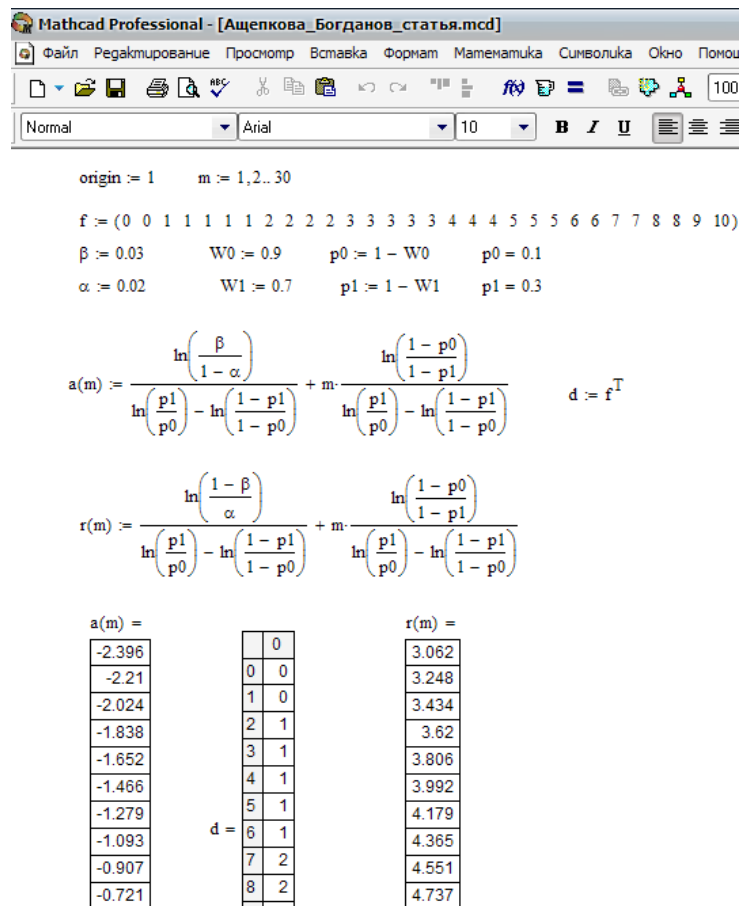 Mathcad Professional - [Ащепкова_Богданов_статья.mcd]
Файл Редактирование Просмотр Вставка Формат Математика Символика Окно
100
Normal Arial 10 B I U
origin := 1 m := 1,2.. 30
f := (0 0 1 1 1 1 1 2 2 2 2 3 3 3 3 3 4 4 4 5 5 5 6 6 7 7 8 8 9 10)
β := 0.03 W0 := 0.9 p0 := 1 − W0 p0 = 0.1
α := 0.02 W1 := 0.7 p1 := 1 − W1 p1 = 0.3
a(m) := ln(β / (1 − α)) / (ln(p1 / p0) − ln((1 − p1) / (1 − p0))) + m· ln((1 − p0) / (1 − p1)) / (ln(p1 / p0) − ln((1 − p1) / (1 − p0))) d := f^T
r(m) := ln((1 − β) / α) / (ln(p1 / p0) − ln((1 − p1) / (1 − p0))) + m· ln((1 − p0) / (1 − p1)) / (ln(p1 / p0) − ln((1 − p1) / (1 − p0)))
a(m) =
-2.396
-2.21
-2.024
-1.838
-1.652
-1.466
-1.279
-1.093
-0.907
-0.721
d =
0
0 0
1 0
2 1
3 1
4 1
5 1
6 1
7 2
8 2
r(m) =
3.062
3.248
3.434
3.62
3.806
3.992
4.179
4.365
4.551
4.737